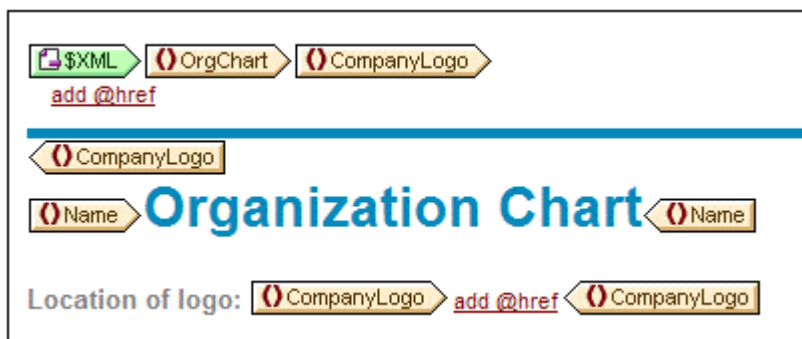 $XML OrgChart CompanyLogo
add @href
CompanyLogo
Name Organization Chart Name
Location of logo: CompanyLogo add @href CompanyLogo